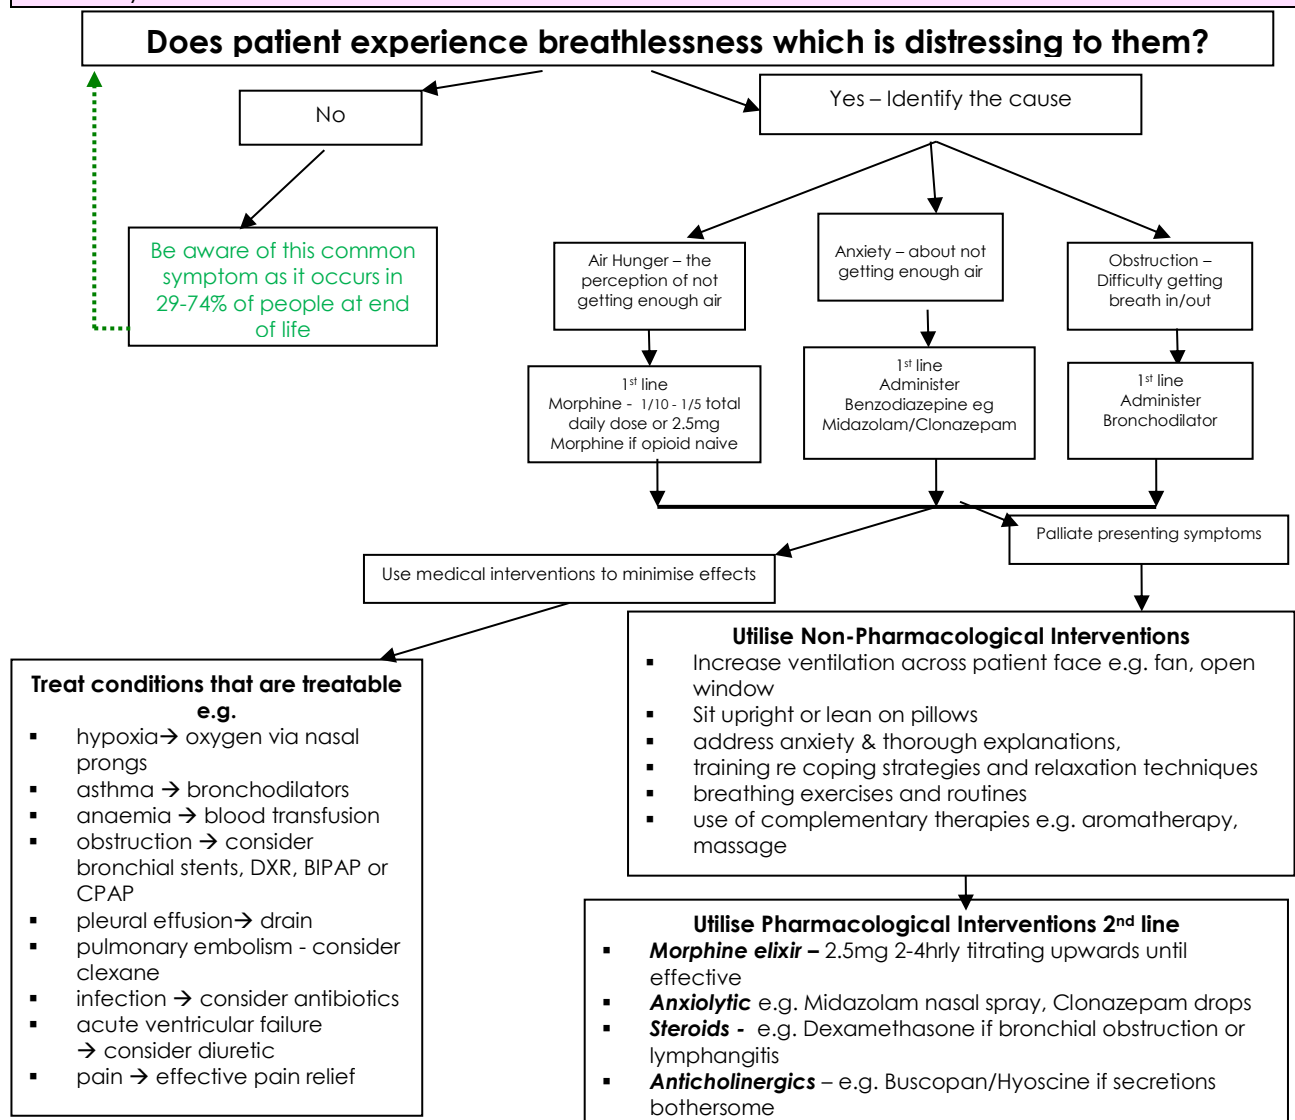 Does patient experience breathlessness which is distressing to them?
No
Yes – Identify the cause
Be aware of this common
symptom as it occurs in
29-74% of people at end
of life
Air Hunger – the
perception of not
getting enough air
Anxiety – about not
getting enough air
Obstruction –
Difficulty getting
breath in/out
1st line
Morphine - 1/10 - 1/5 total
daily dose or 2.5mg
Morphine if opioid naive
1st line
Administer
Benzodiazepine eg
Midazolam/Clonazepam
1st line
Administer
Bronchodilator
Use medical interventions to minimise effects
Palliate presenting symptoms
Treat conditions that are treatable
e.g.
▪ hypoxia→ oxygen via nasal
prongs
▪ asthma → bronchodilators
▪ anaemia → blood transfusion
▪ obstruction → consider
bronchial stents, DXR, BIPAP or
CPAP
▪ pleural effusion→ drain
▪ pulmonary embolism - consider
clexane
▪ infection → consider antibiotics
▪ acute ventricular failure
→ consider diuretic
▪ pain → effective pain relief
Utilise Non-Pharmacological Interventions
▪ Increase ventilation across patient face e.g. fan, open
window
▪ Sit upright or lean on pillows
▪ address anxiety & thorough explanations,
▪ training re coping strategies and relaxation techniques
▪ breathing exercises and routines
▪ use of complementary therapies e.g. aromatherapy,
massage
Utilise Pharmacological Interventions 2nd line
▪ Morphine elixir – 2.5mg 2-4hrly titrating upwards until
effective
▪ Anxiolytic e.g. Midazolam nasal spray, Clonazepam drops
▪ Steroids - e.g. Dexamethasone if bronchial obstruction or
lymphangitis
▪ Anticholinergics – e.g. Buscopan/Hyoscine if secretions
bothersome